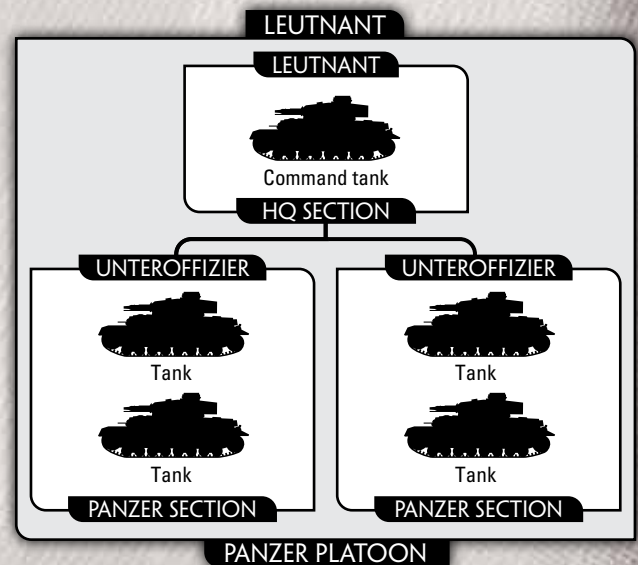 LEUTNANT
LEUTNANT
Command tank
HQ SECTION
UNTEROFFIZIER
UNTEROFFIZIER
Tank
Tank
Tank
Tank
PANZER SECTION
PANZER SECTION
PANZER PLATOON